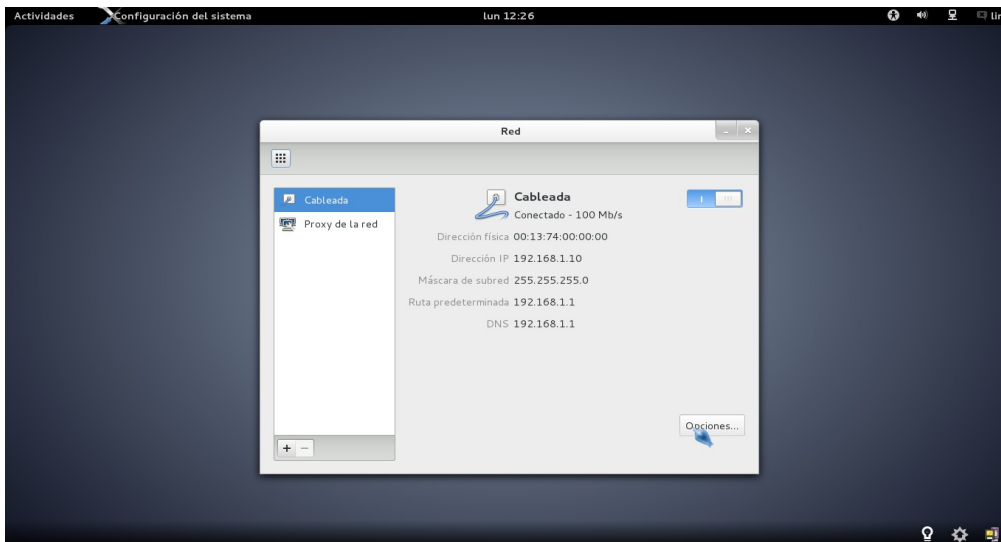 Actividades Configuración del sistema lun 12:26
Red
Cableada
Proxy de la red
Cableada
Conectado - 100 Mb/s
Dirección física 00:13:74:00:00:00
Dirección IP 192.168.1.10
Máscara de subred 255.255.255.0
Ruta predeterminada 192.168.1.1
DNS 192.168.1.1
Opciones...